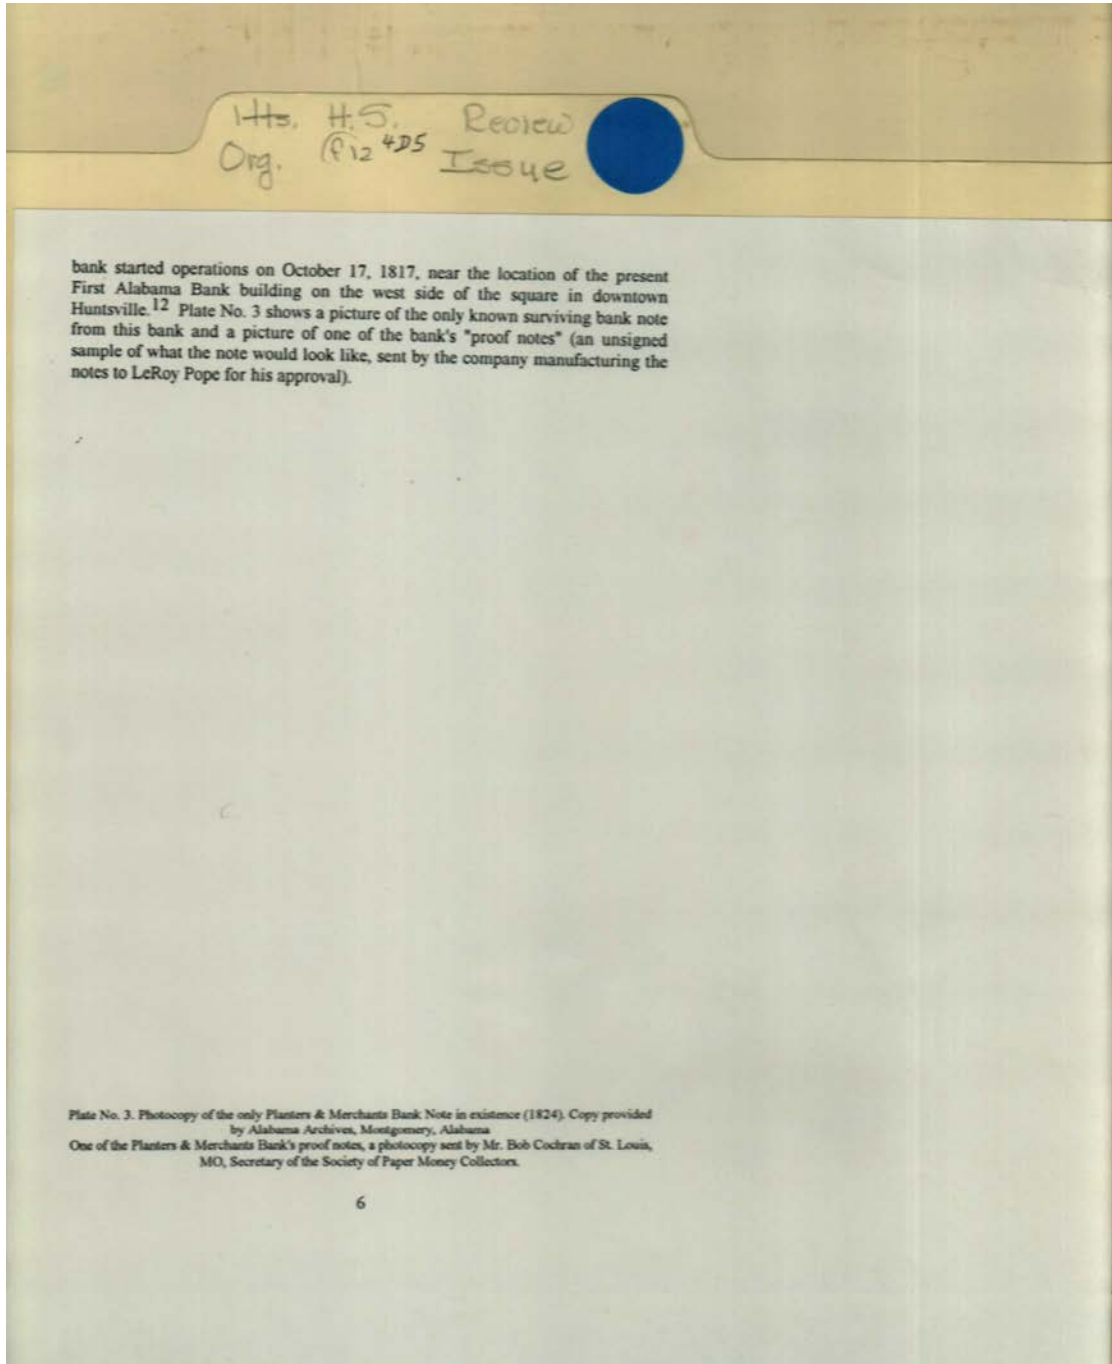 Hts. H.S. Review
Org. f12 4D5 Issue
bank started operations on October 17, 1817, near the location of the present
First Alabama Bank building on the west side of the square in downtown
Huntsville.12 Plate No. 3 shows a picture of the only known surviving bank note
from this bank and a picture of one of the bank's "proof notes" (an unsigned
sample of what the note would look like, sent by the company manufacturing the
notes to LeRoy Pope for his approval).
Plate No. 3. Photocopy of the only Planters & Merchants Bank Note in existence (1824). Copy provided
by Alabama Archives, Montgomery, Alabama
One of the Planters & Merchants Bank's proof notes, a photocopy sent by Mr. Bob Cochran of St. Louis,
MO, Secretary of the Society of Paper Money Collectors.
6